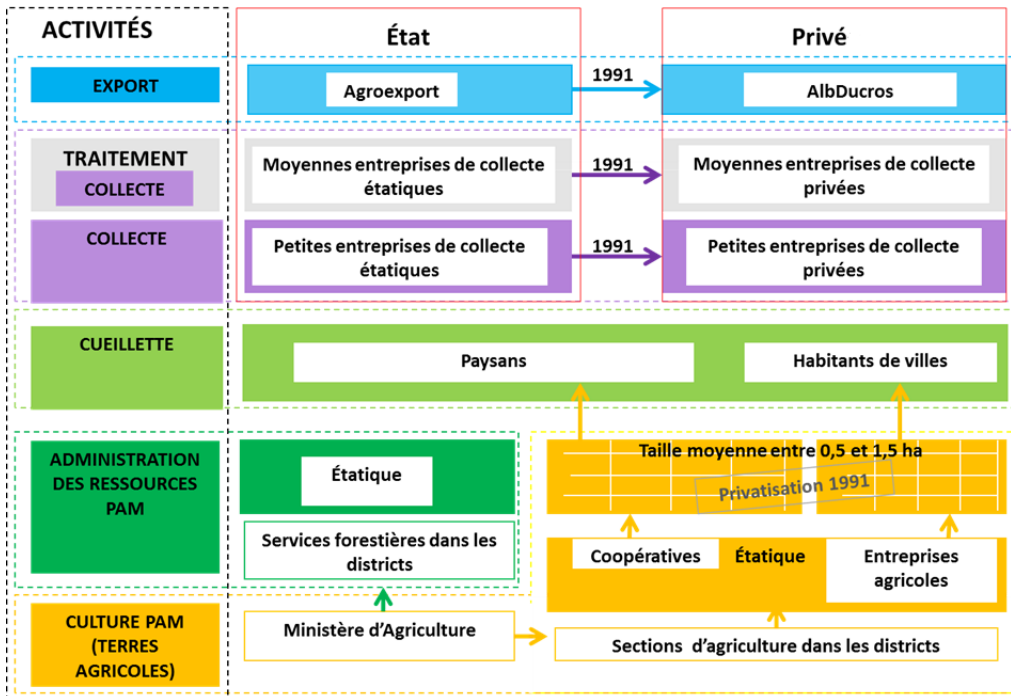 ACTIVITÉS
État
Privé
EXPORT
Agroexport
1991
AlbDucros
TRAITEMENT
COLLECTE
Moyennes entreprises de collecte
étatiques
1991
Moyennes entreprises de collecte
privées
COLLECTE
Petites entreprises de collecte
étatiques
1991
Petites entreprises de collecte
privées
CUEILLETTE
Paysans
Habitants de villes
ADMINISTRATION
DES RESSOURCES
PAM
Étatique
Services forestières dans les
districts
Taille moyenne entre 0,5 et 1,5 ha
Privatisation 1991
Coopératives
Étatique
Entreprises
agricoles
CULTURE PAM
(TERRES
AGRICOLES)
Ministère d’Agriculture
Sections d’agriculture dans les districts